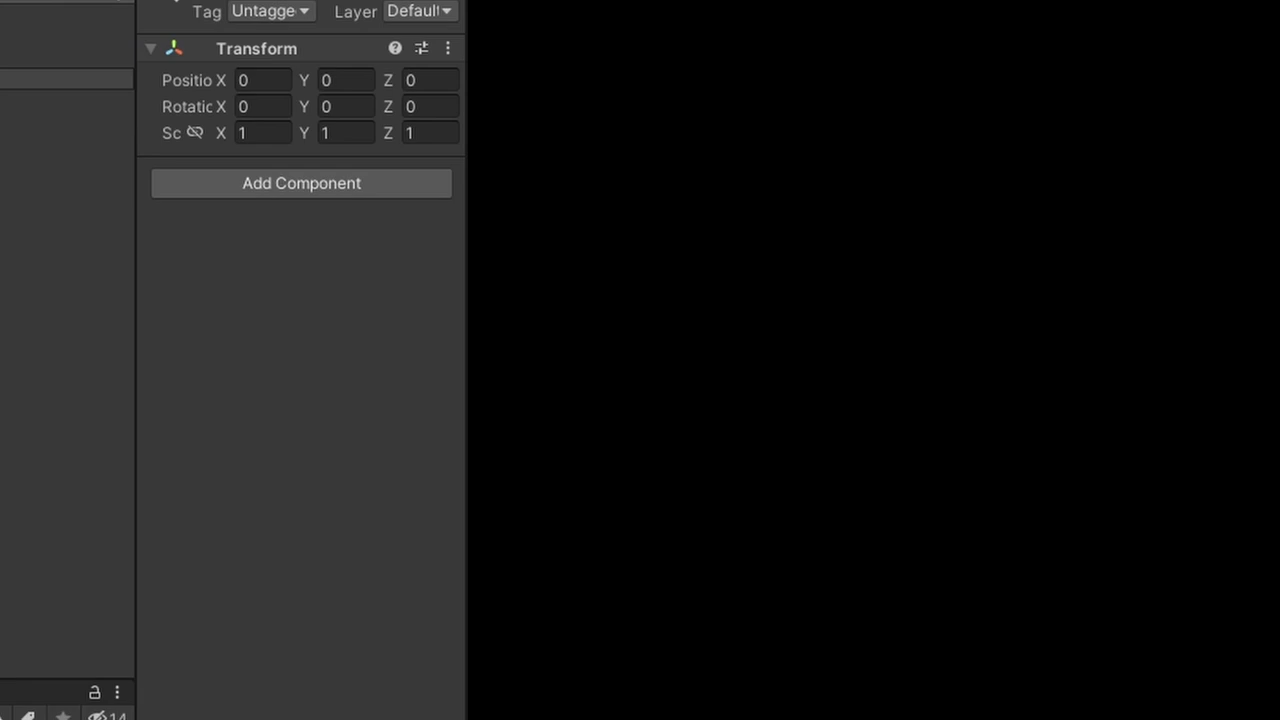 Tag Untagge Layer Default
Transform
Positio X 0 Y 0 Z 0
Rotatic X 0 Y 0 Z 0
Sc X 1 Y 1 Z 1
Add Component
14